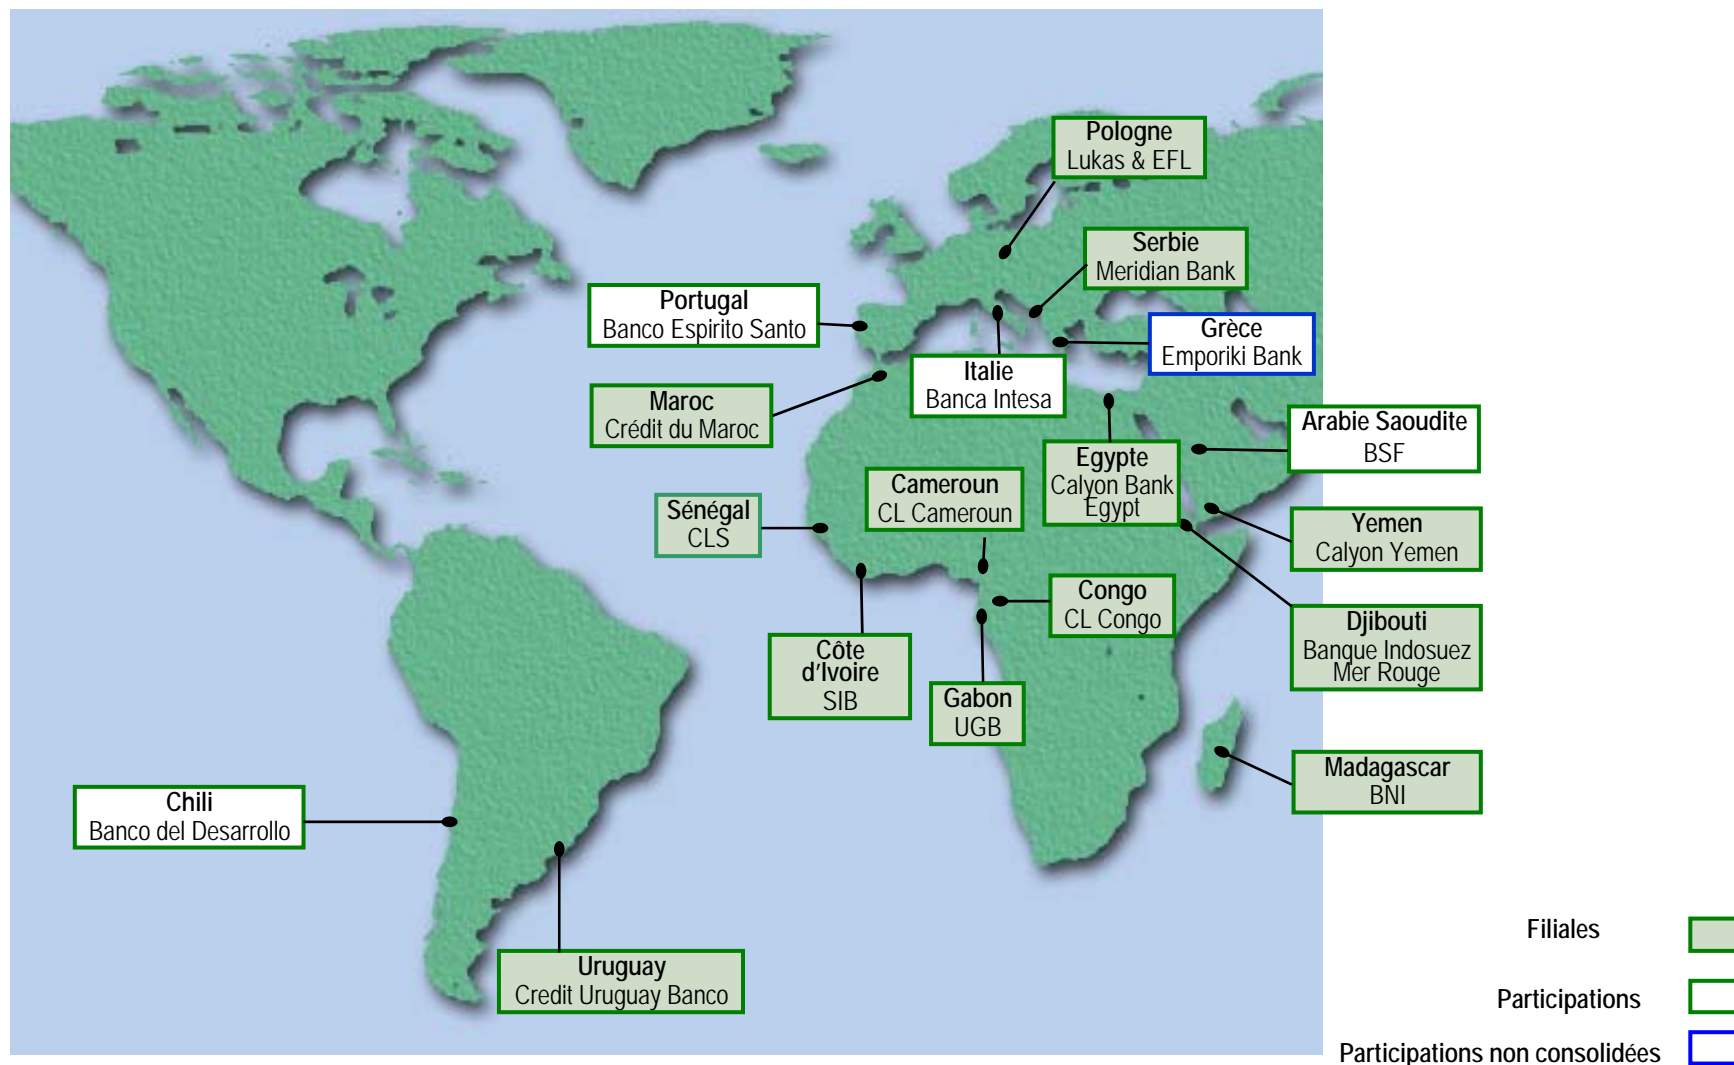 Pologne
Lukas & EFL
Serbie
Meridian Bank
Portugal
Banco Espirito Santo
Grèce
Emporiki Bank
Italie
Banca Intesa
Maroc
Crédit du Maroc
Arabie Saoudite
BSF
Egypte
Calyon Bank
Egypt
Cameroun
CL Cameroun
Sénégal
CLS
Yemen
Calyon Yemen
Congo
CL Congo
Djibouti
Banque Indosuez
Mer Rouge
Côte
d'Ivoire
SIB
Gabon
UGB
Madagascar
BNI
Chili
Banco del Desarrollo
Uruguay
Credit Uruguay Banco
Filiales
Participations
Participations non consolidées